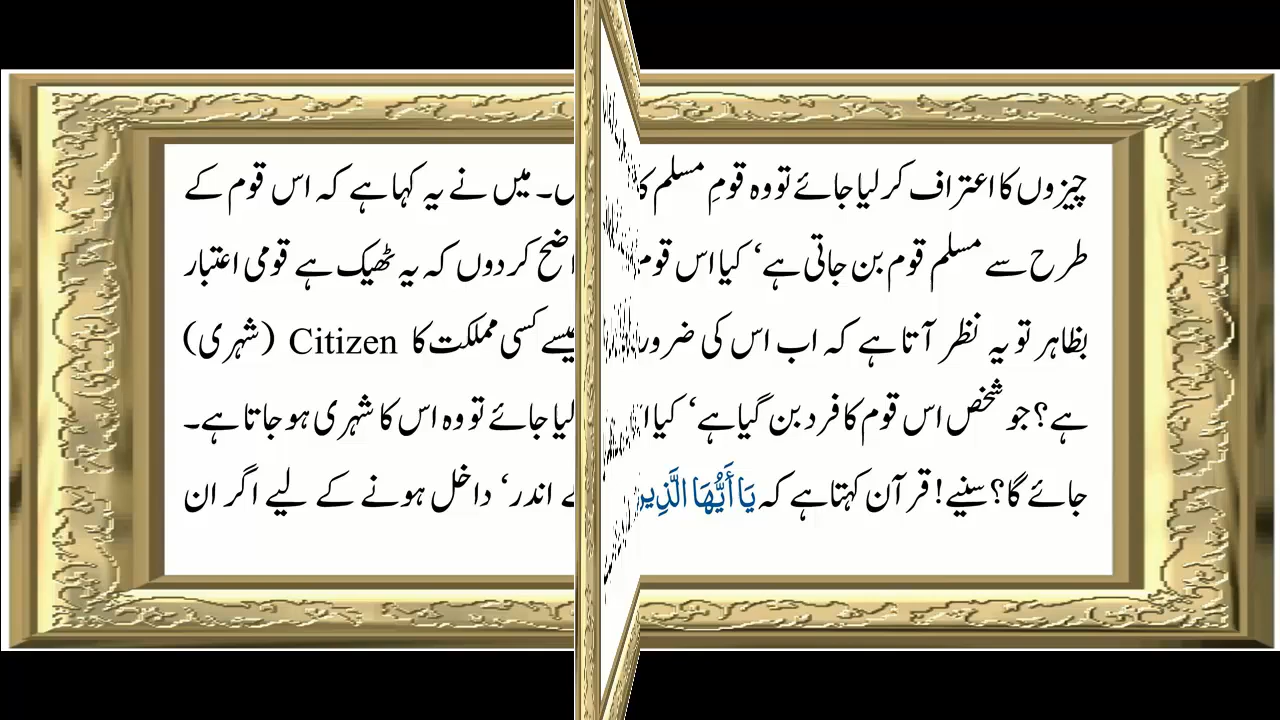 چیزوں کا اعتراف کر لیا جائے تو وہ قومِ مسلم
طرح سے مسلم قوم بن جاتی ہے‘ کیا اس قوم
بظاہر تو یہ نظر آتا ہے کہ اب اس کی
ہے؟ جو شخص اس قوم کا فرد بن گیا ہے‘ کیا
جائے گا؟ سنیے! قرآن کہتا ہے کہ یَا أَیُّهَا الَّذِین
میں نے یہ کہا ہے کہ اس قوم کے
کر دوں کہ یہ ٹھیک ہے قومی اعتبار
جیسے کسی مملکت کا Citizen (شہری)
لیا جائے تو وہ اس کا شہری ہو جاتا ہے۔
اندر‘ داخل ہونے کے لیے اگر ان